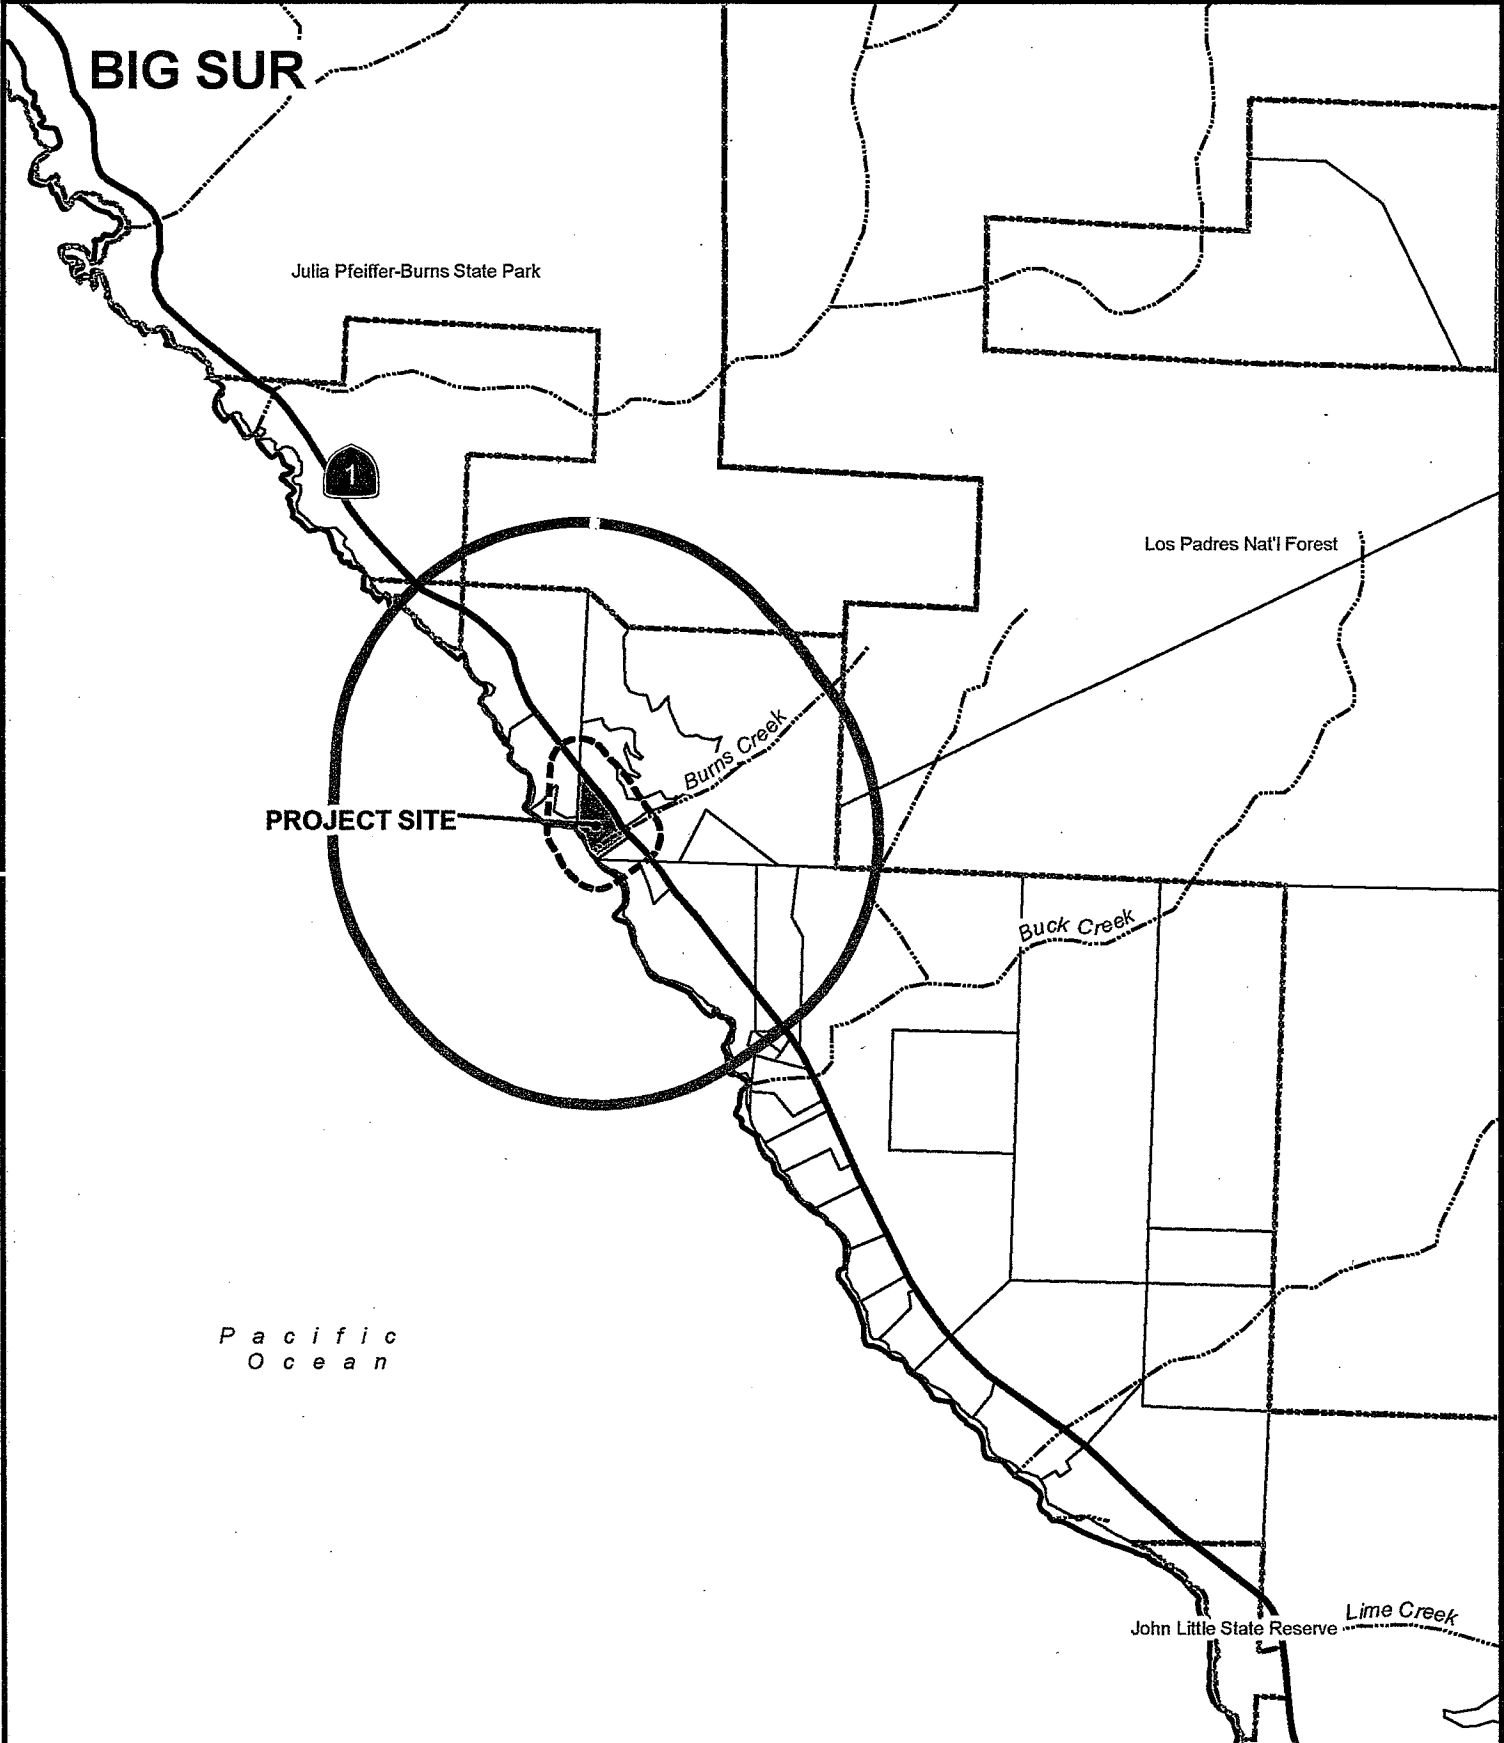 BIG SUR
Julia Pfeiffer-Burns State Park
1
Los Padres Nat'l Forest
Burns Creek
PROJECT SITE
Buck Creek
Pacific
Ocean
Lime Creek
John Little State Reserve